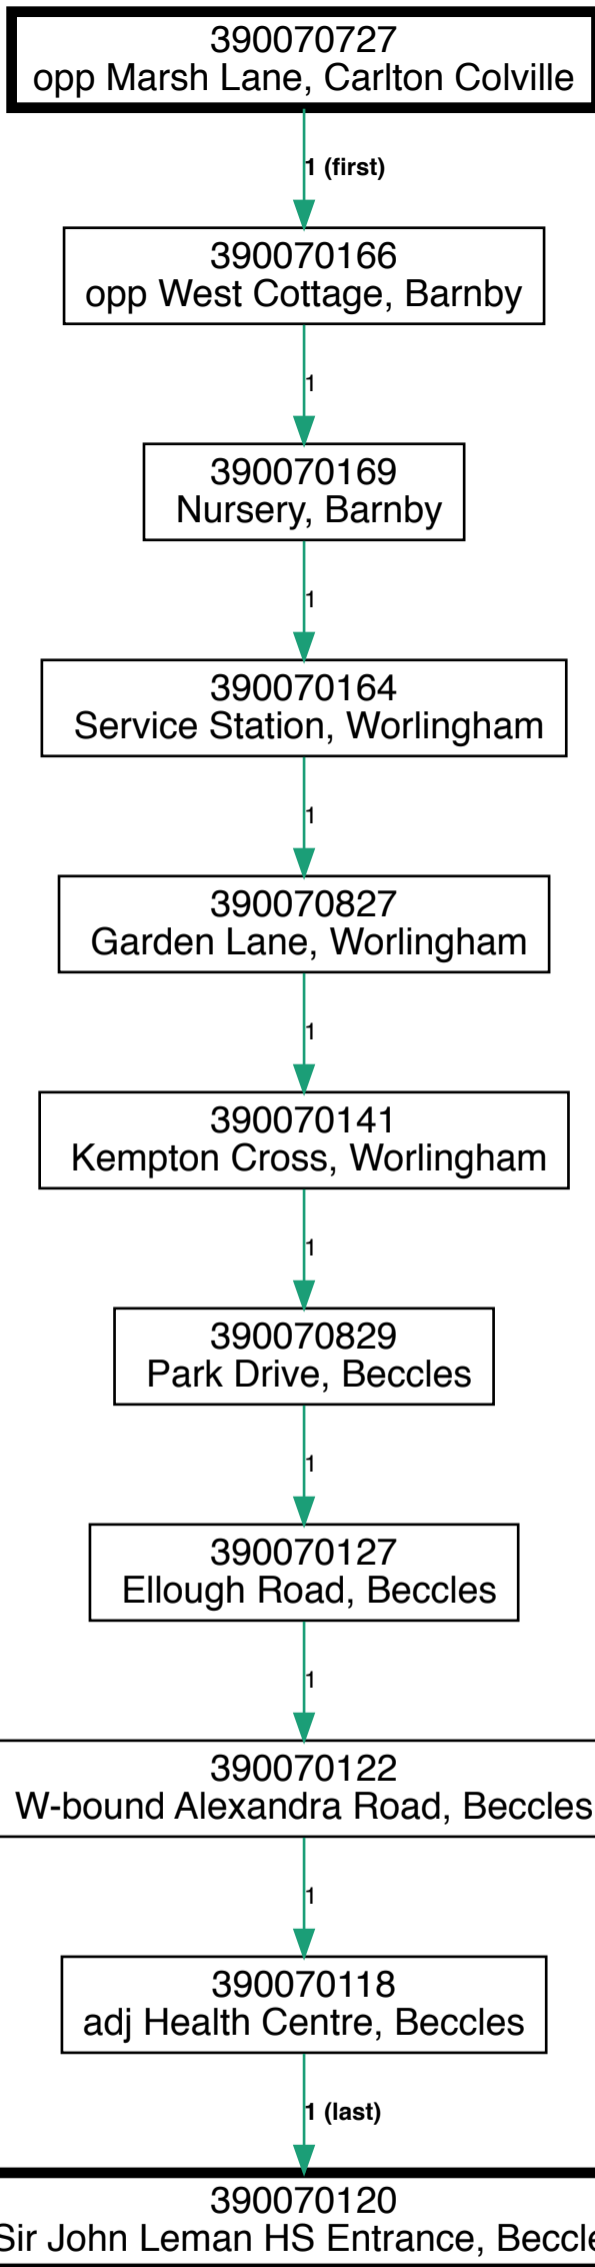 390070727
opp Marsh Lane, Carlton Colville
1 (first)
390070166
opp West Cottage, Barnby
1
390070169
Nursery, Barnby
1
390070164
Service Station, Worlingham
1
390070827
Garden Lane, Worlingham
1
390070141
Kempton Cross, Worlingham
1
390070829
Park Drive, Beccles
1
390070127
Ellough Road, Beccles
1
390070122
W-bound Alexandra Road, Beccles
1
390070118
adj Health Centre, Beccles
1 (last)
390070120
Sir John Leman HS Entrance, Beccle